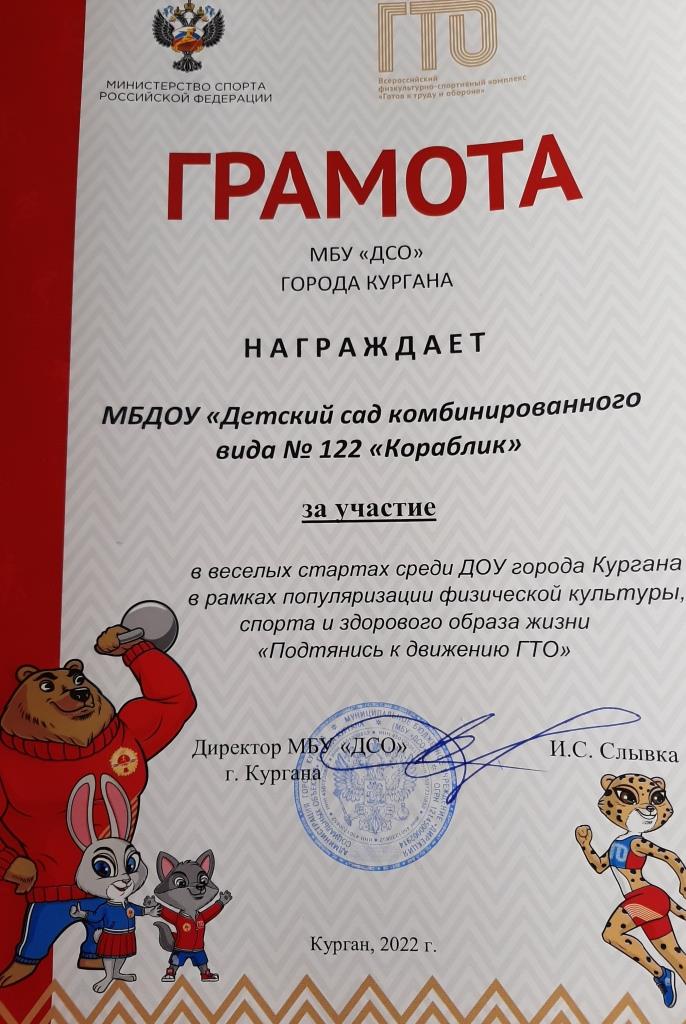 МИНИСТЕРСТВО СПОРТА
РОССИЙСКОЙ ФЕДЕРАЦИИ
ГТО
Всероссийский
физкультурно-спортивный комплекс
«Готов к труду и обороне»
ГРАМОТА
МБУ «ДСО»
ГОРОДА КУРГАНА
НАГРАЖДАЕТ
МБДОУ «Детский сад комбинированного
вида № 122 «Кораблик»
за участие
в веселых стартах среди ДОУ города Кургана
в рамках популяризации физической культуры,
спорта и здорового образа жизни
«Подтянись к движению ГТО»
Директор МБУ «ДСО»
г. Кургана
И.С. Слывка
Курган, 2022 г.